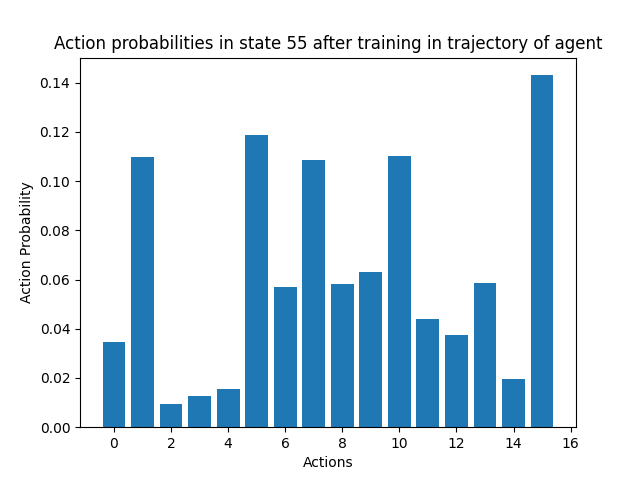 Action probabilities in state 55 after training in trajectory of agent
0.14
0.12
0.10
0.08
0.06
0.04
0.02
0.00
Action Probability
0 2 4 6 8 10 12 14 16
Actions